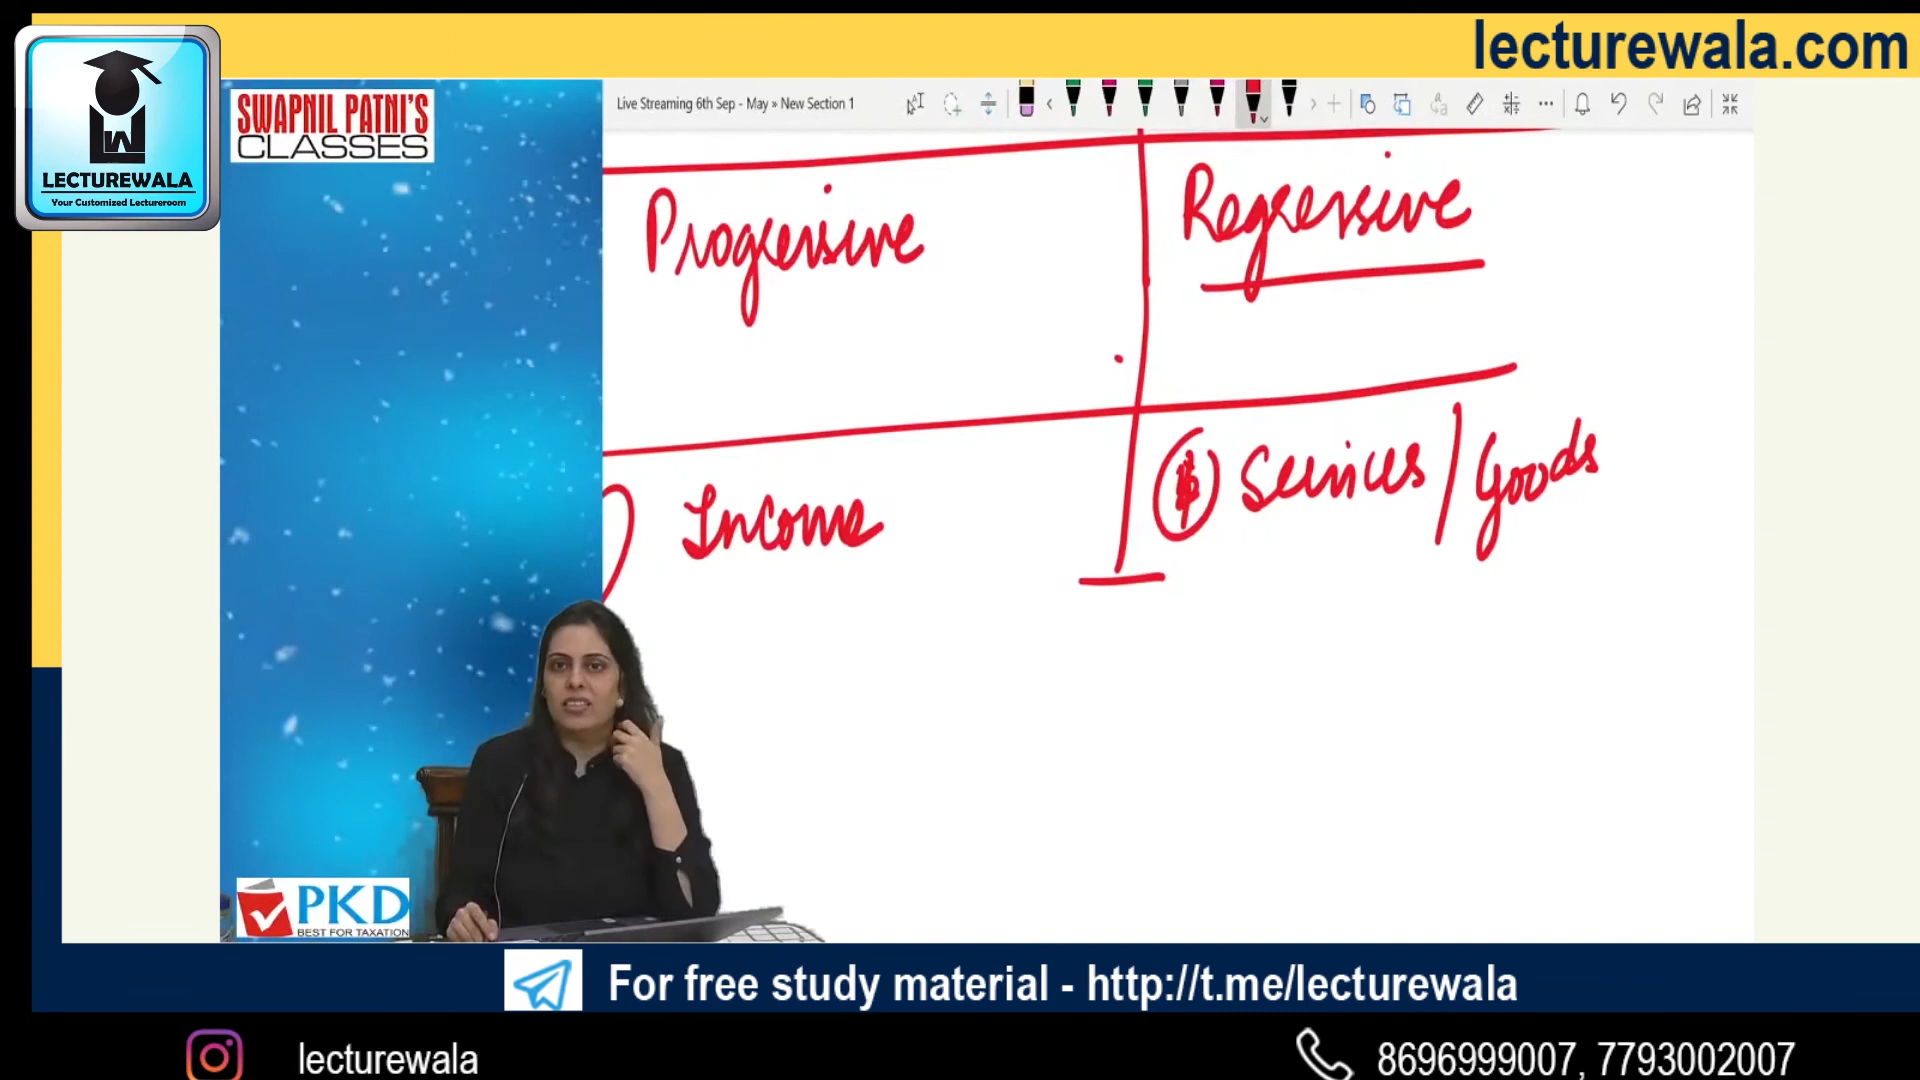 lecturewala.com
LW
LECTUREWALA
Your Customized Lectureroom
SWAPNIL PATNI'S
CLASSES
Live Streaming 6th Sep - May » New Section 1
Progressive
Regressive
Income
Services / Goods
PKD
BEST FOR TAXATION
For free study material - http://t.me/lecturewala
lecturewala
8696999007, 7793002007